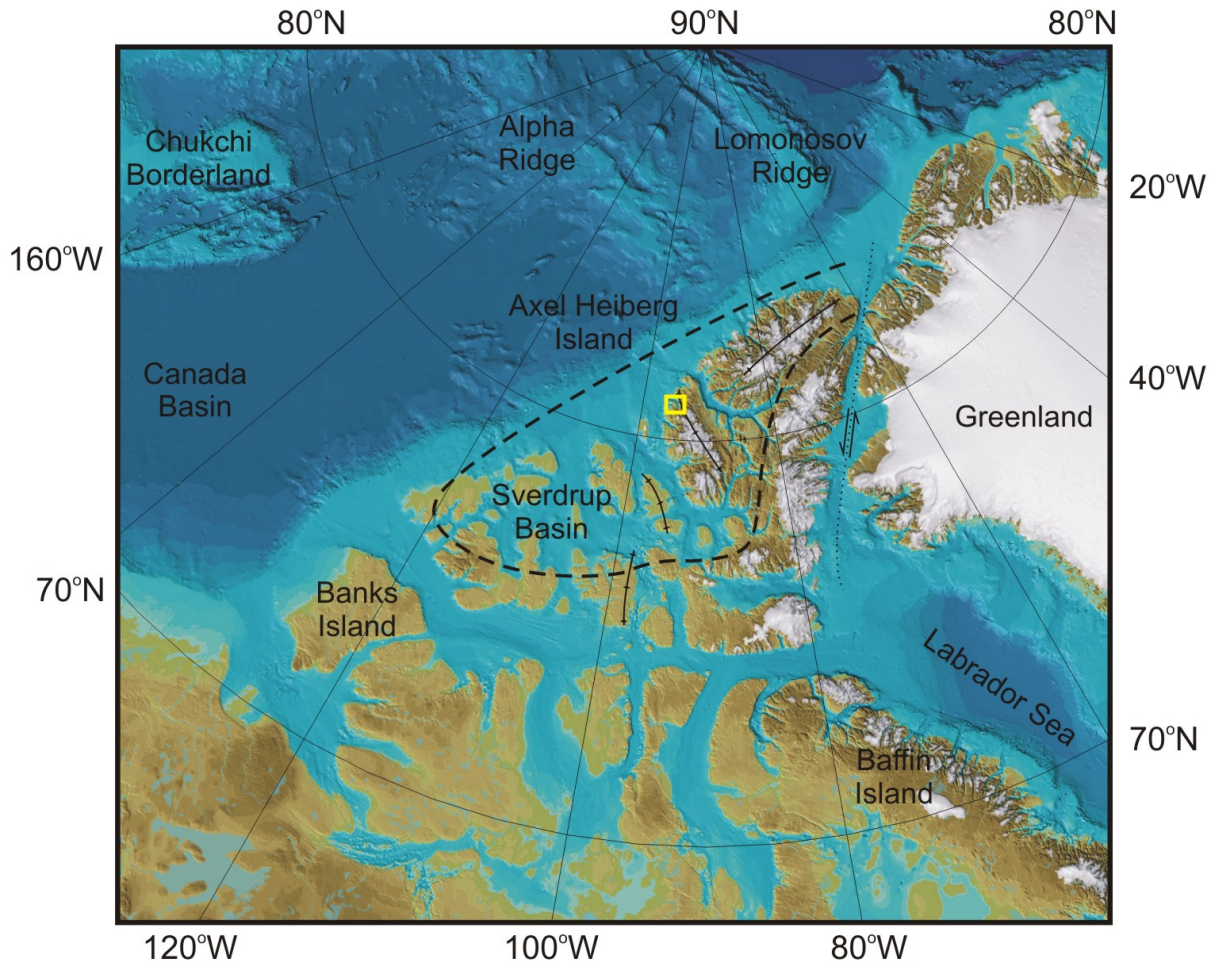 80°N
90°N
80°N
Chukchi
Borderland
Alpha
Ridge
Lomonosov
Ridge
20°W
160°W
Axel Heiberg
Island
Canada
Basin
40°W
Greenland
Sverdrup
Basin
70°N
Banks
Island
Labrador Sea
70°N
Baffin
Island
120°W
100°W
80°W